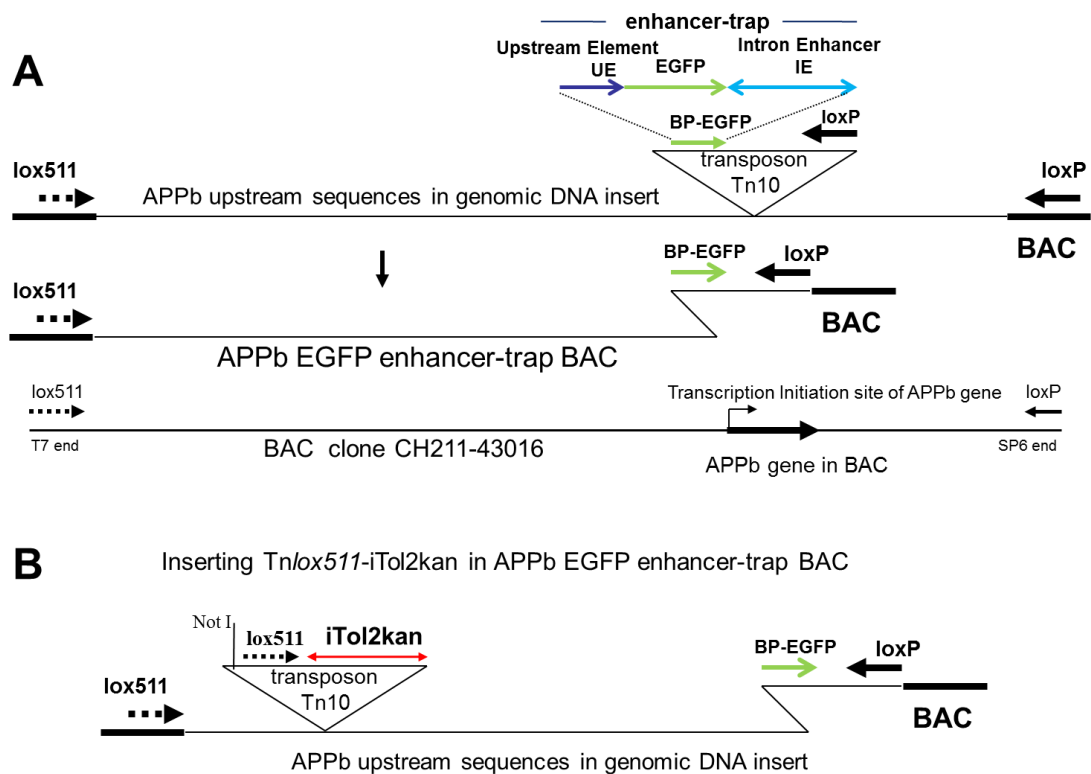 A
enhancer-trap
Upstream Element
UE
EGFP
Intron Enhancer
IE
BP-EGFP
loxP
transposon
Tn10
lox511
APPb upstream sequences in genomic DNA insert
loxP
BAC
BP-EGFP
loxP
lox511
BAC
APPb EGFP enhancer-trap BAC
lox511
Transcription Initiation site of APPb gene
loxP
T7 end
BAC clone CH211-43016
APPb gene in BAC
SP6 end
B
Inserting Tnlox511-iTol2kan in APPb EGFP enhancer-trap BAC
Not I
lox511
iTol2kan
transposon
Tn10
BP-EGFP
loxP
lox511
BAC
APPb upstream sequences in genomic DNA insert